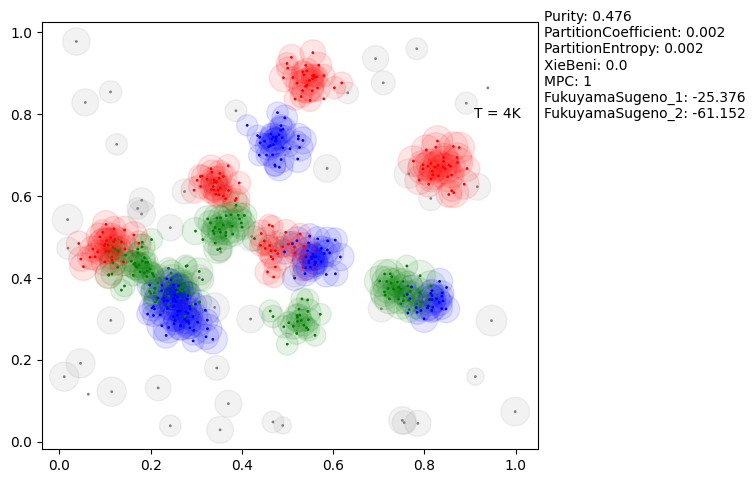 Purity: 0.476
PartitionCoefficient: 0.002
PartitionEntropy: 0.002
XieBeni: 0.0
MPC: 1
FukuyamaSugeno_1: -25.376
FukuyamaSugeno_2: -61.152
T = 4K
1.0
0.8
0.6
0.4
0.2
0.0
0.0 0.2 0.4 0.6 0.8 1.0